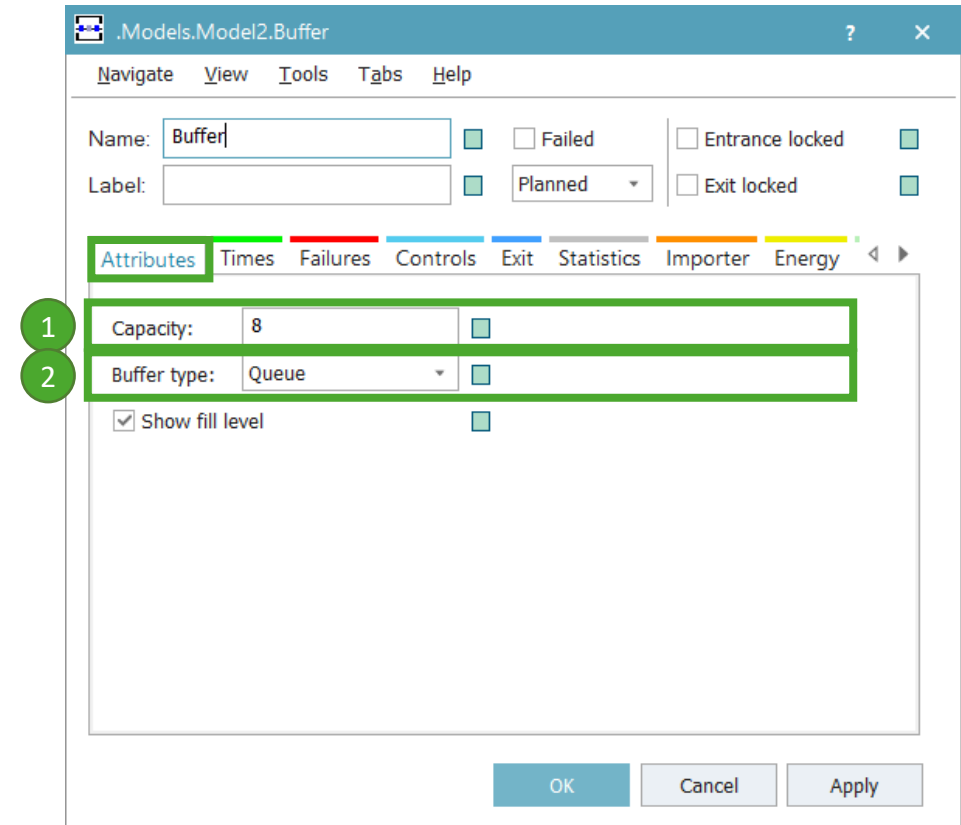 .Models.Model2.Buffer ? ×
Navigate View Tools Tabs Help
Name: Buffer Failed Entrance locked
Label: Planned Exit locked
Attributes Times Failures Controls Exit Statistics Importer Energy
1 Capacity: 8
2 Buffer type: Queue
Show fill level
OK Cancel Apply